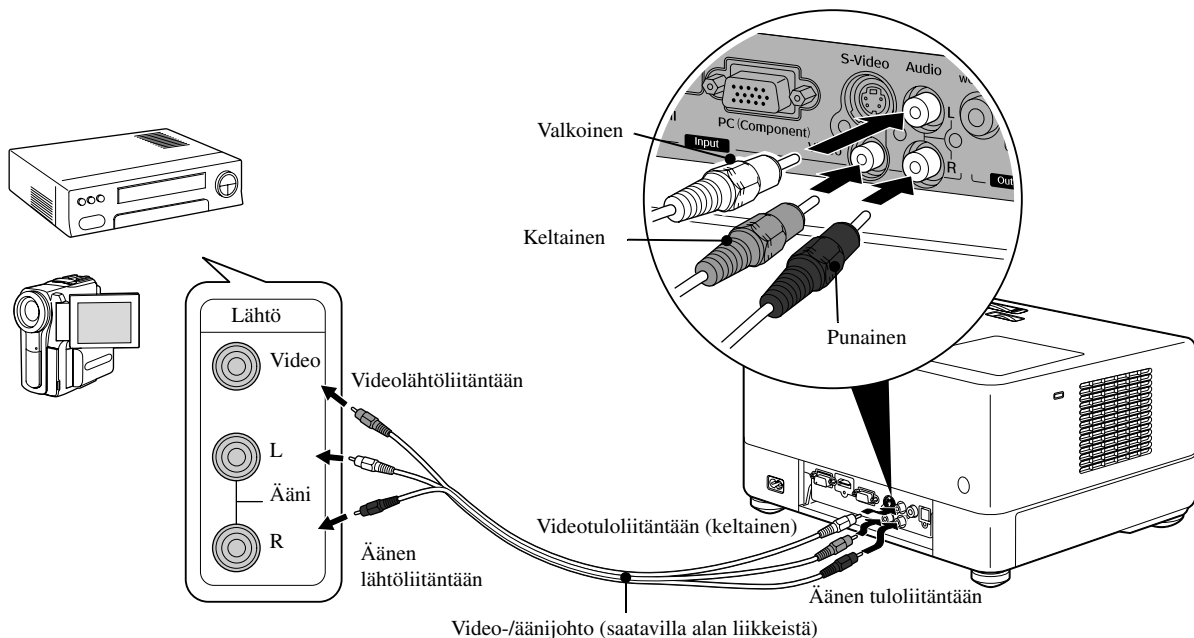 S-Video
Audio
L
PC (Component)
Input
R
Valkoinen
Keltainen
Punainen
Lähtö
Video
Videolähtöliitäntään
L
Ääni
R
Äänen
lähtöliitäntään
Videotuloliitäntään (keltainen)
Äänen tuloliitäntään
Video-/äänijohto (saatavilla alan liikkeistä)